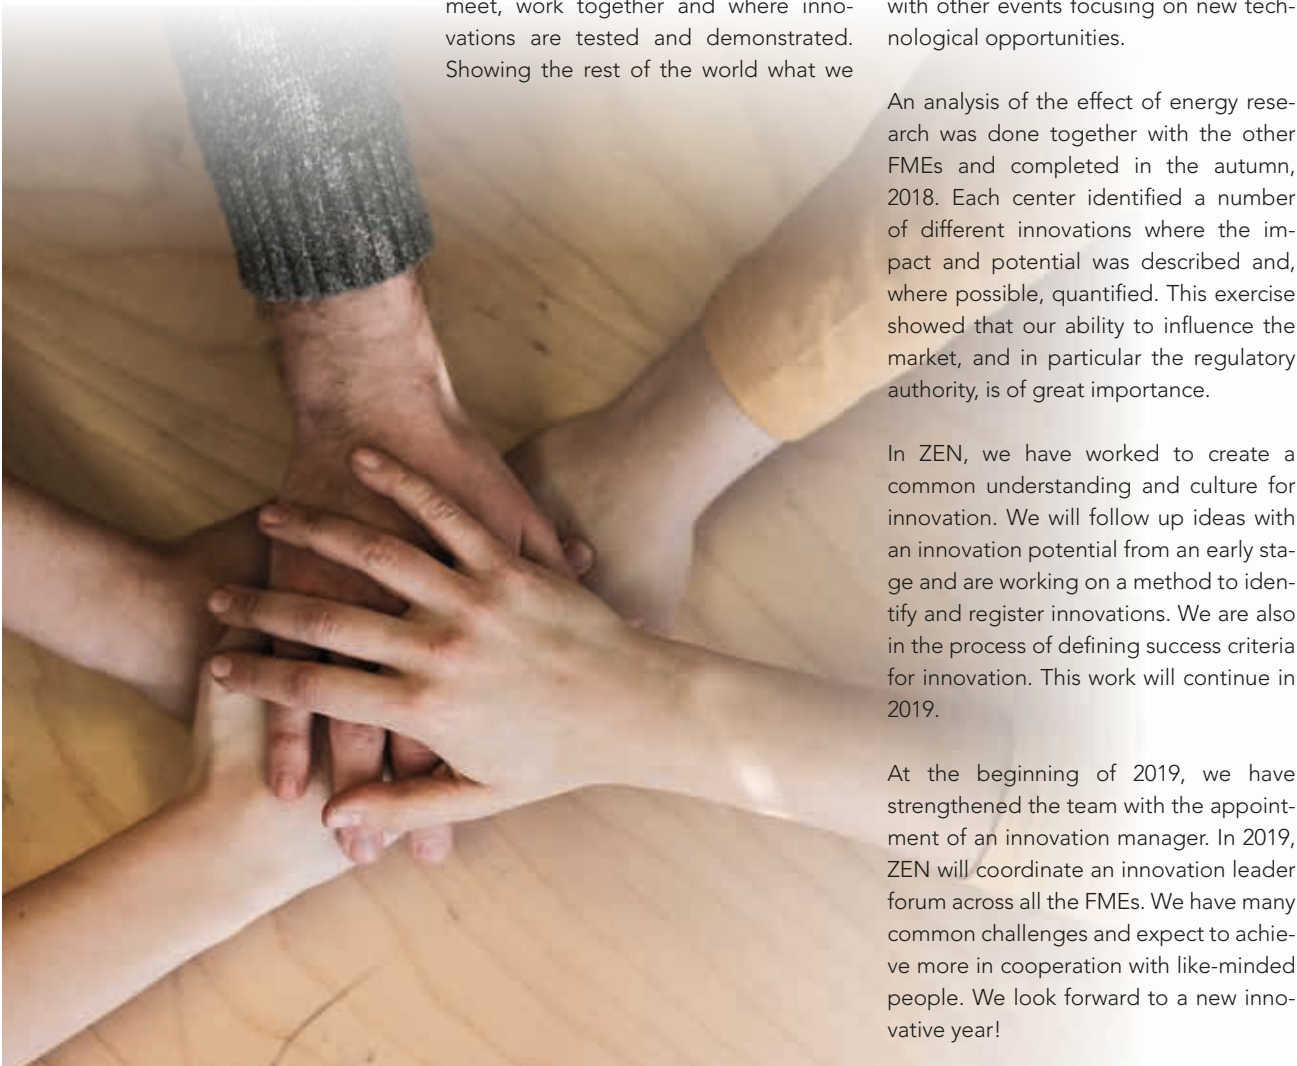 meet, work together and where inno-
vations are tested and demonstrated.
Showing the rest of the world what we
with other events focusing on new tech-
nological opportunities.
An analysis of the effect of energy rese-
arch was done together with the other
FMEs and completed in the autumn,
2018. Each center identified a number
of different innovations where the im-
pact and potential was described and,
where possible, quantified. This exercise
showed that our ability to influence the
market, and in particular the regulatory
authority, is of great importance.
In ZEN, we have worked to create a
common understanding and culture for
innovation. We will follow up ideas with
an innovation potential from an early sta-
ge and are working on a method to iden-
tify and register innovations. We are also
in the process of defining success criteria
for innovation. This work will continue in
2019.
At the beginning of 2019, we have
strengthened the team with the appoint-
ment of an innovation manager. In 2019,
ZEN will coordinate an innovation leader
forum across all the FMEs. We have many
common challenges and expect to achie-
ve more in cooperation with like-minded
people. We look forward to a new inno-
vative year!